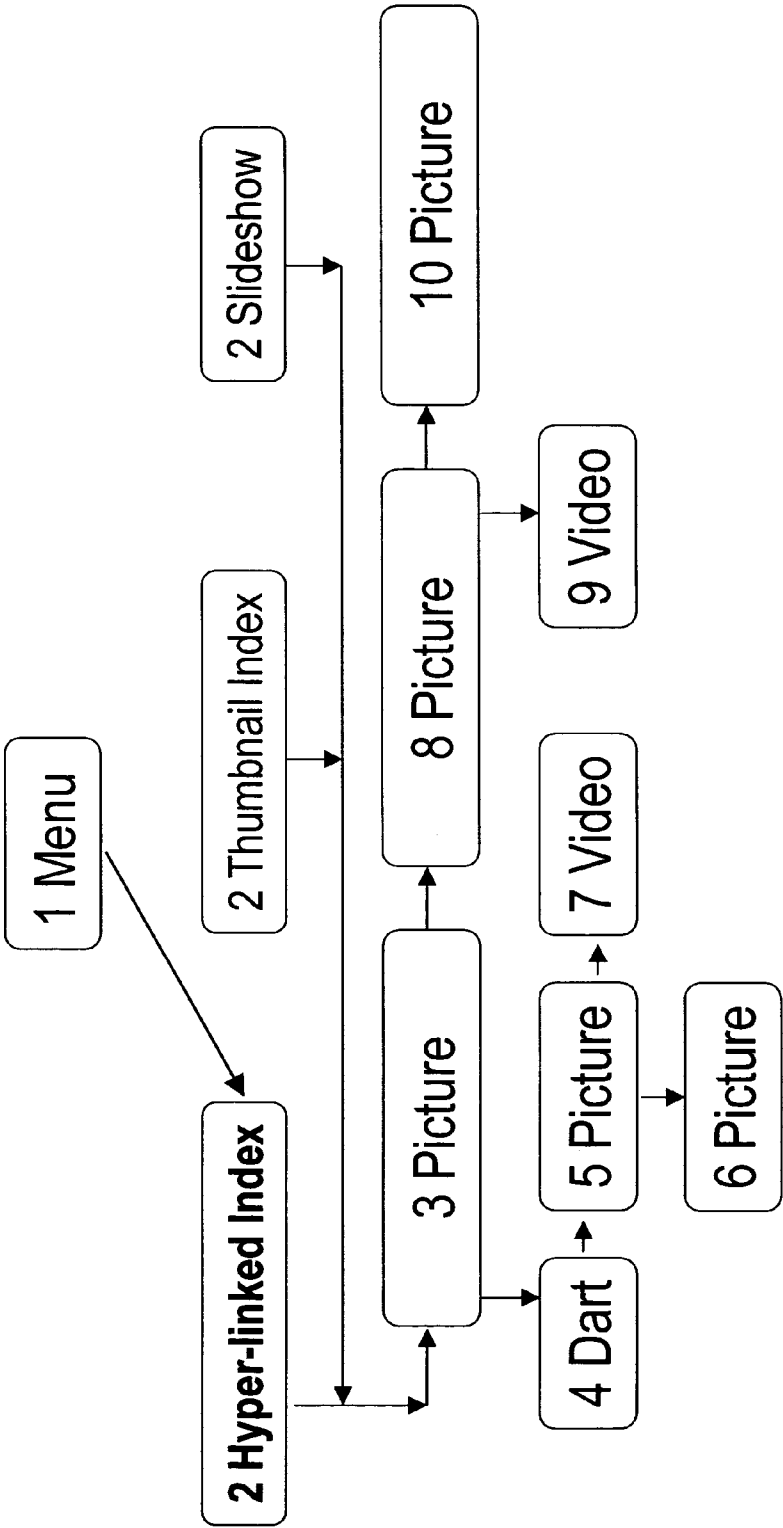 1 Menu
2 Hyper-linked Index
2 Thumbnail Index
2 Slideshow
3 Picture
8 Picture
10 Picture
4 Dart
5 Picture
7 Video
9 Video
6 Picture